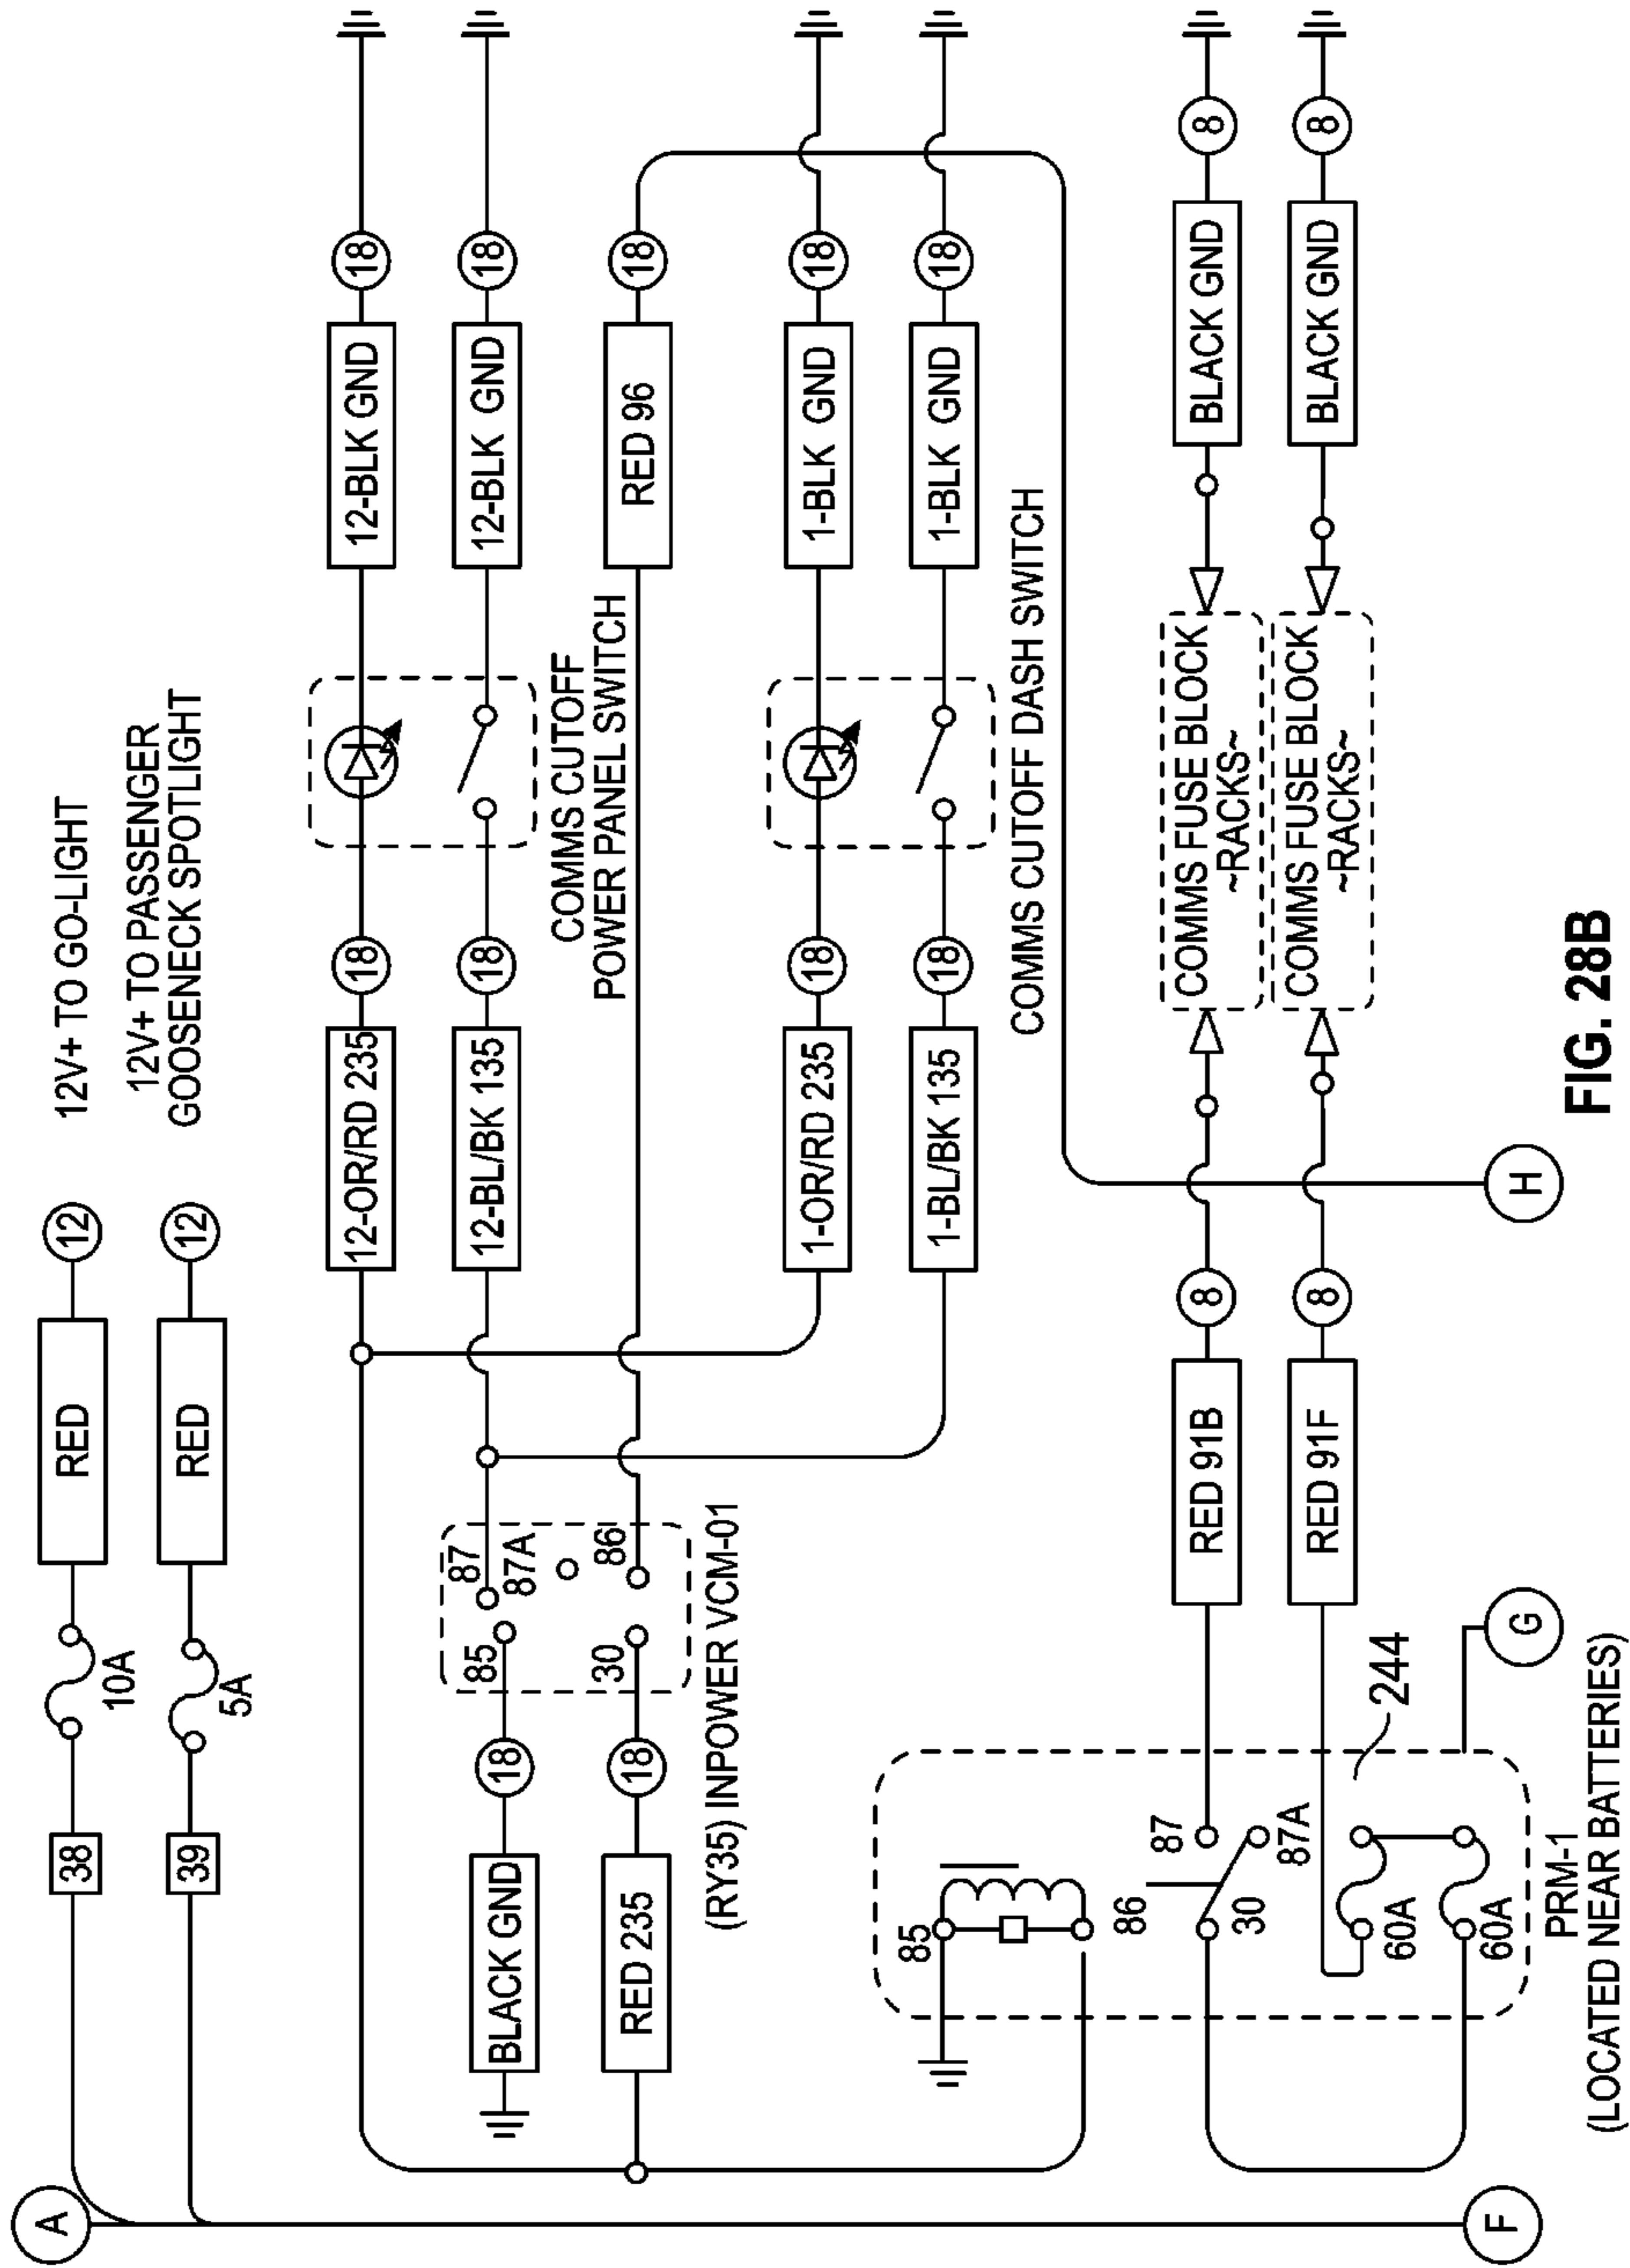 A
38
10A
RED
12
12V+ TO GO-LIGHT
39
5A
RED
12
12V+ TO PASSENGER
GOOSENECK SPOTLIGHT
12-OR/RD 235
18
12-BLK GND
18
12-BL/BK 135
18
12-BLK GND
18
COMMS CUTOFF
POWER PANEL SWITCH
BLACK GND
18
85
87
87A
RED 235
18
30
86
(RY35) INPOWER VCM-01
RED 96
18
1-OR/RD 235
18
1-BLK GND
18
1-BL/BK 135
18
1-BLK GND
18
COMMS CUTOFF DASH SWITCH
85
86
87
30
87A
60A
60A
244
PRM-1
(LOCATED NEAR BATTERIES)
RED 91B
8
COMMS FUSE BLOCK
~RACKS~
BLACK GND
8
RED 91F
8
COMMS FUSE BLOCK
~RACKS~
BLACK GND
8
F
G
H
FIG. 28B